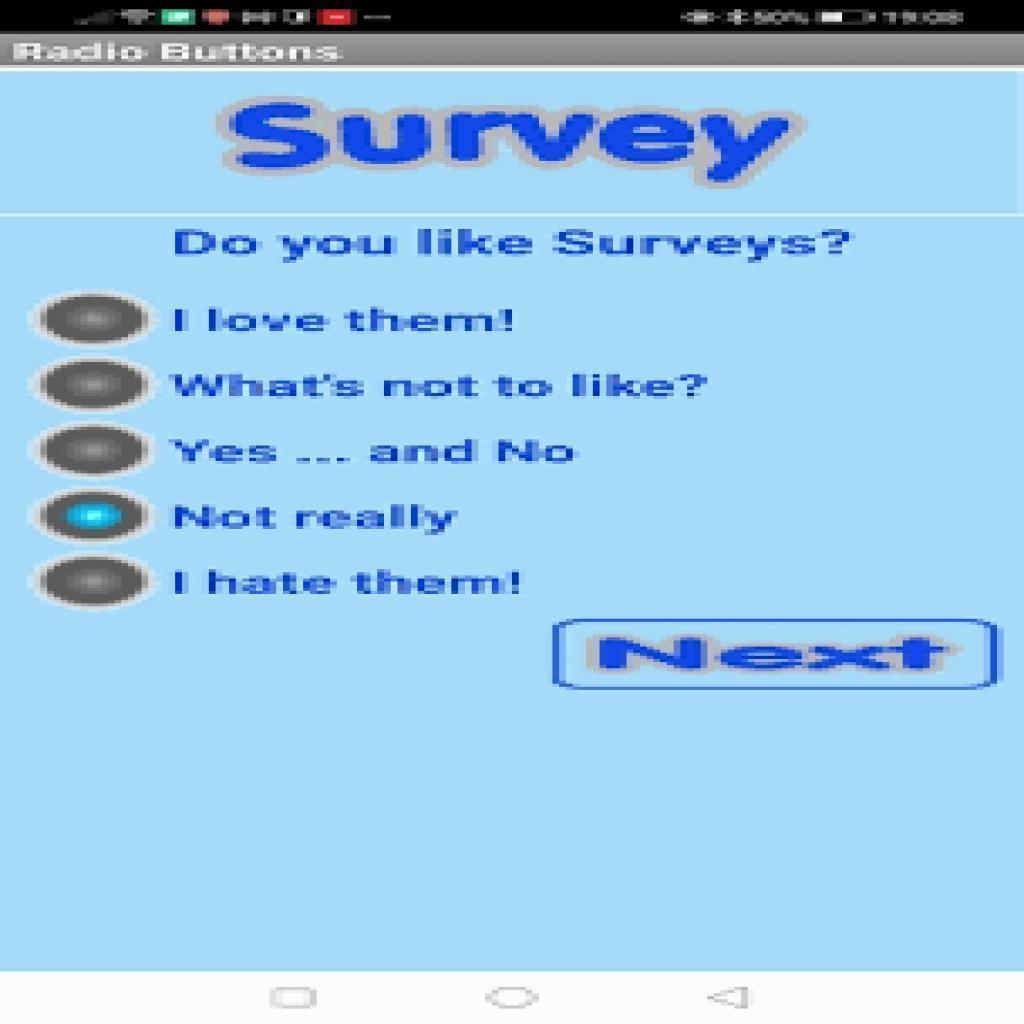 50% 19:08
Radio Buttons
Survey
Do you like Surveys?
I love them!
What's not to like?
Yes ... and No
Not really
I hate them!
Next